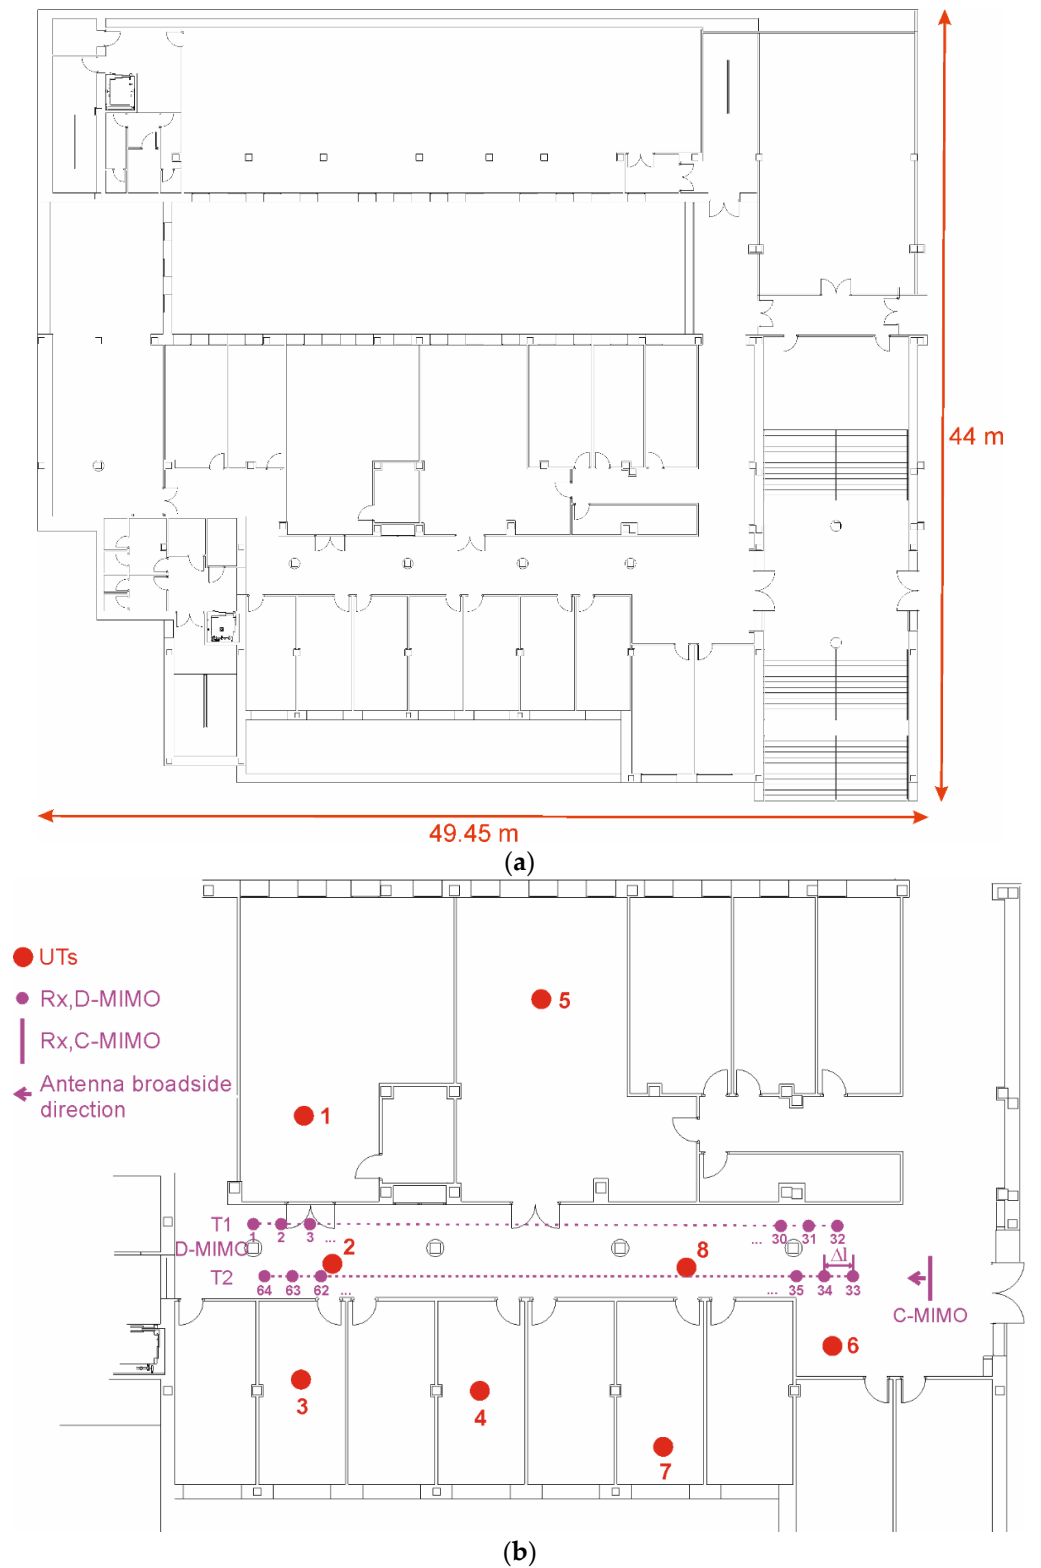 44 m
49.45 m
(a)
UTs
Rx,D-MIMO
Rx,C-MIMO
Antenna broadside
direction
5
1
T1
1 2 3 ... ... 30 31 32
D-MIMO
2
8
Δl
T2
64 63 62 ... ... 35 34 33
C-MIMO
6
3
4
7
(b)